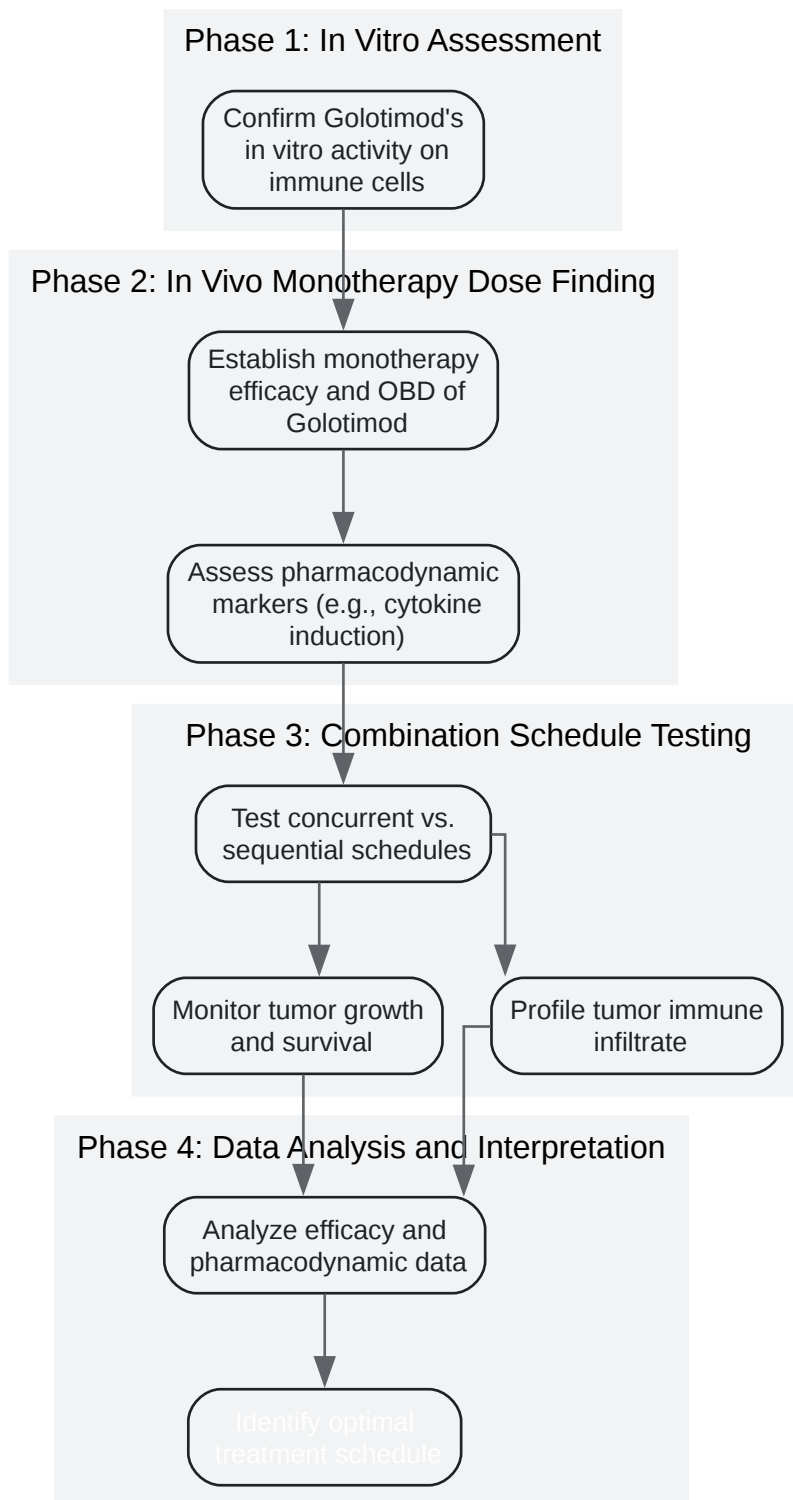 Phase 1: In Vitro Assessment
Confirm Golotimod's
in vitro activity on
immune cells
Phase 2: In Vivo Monotherapy Dose Finding
Establish monotherapy
efficacy and OBD of
Golotimod
Assess pharmacodynamic
markers (e.g., cytokine
induction)
Phase 3: Combination Schedule Testing
Test concurrent vs.
sequential schedules
Monitor tumor growth
and survival
Profile tumor immune
infiltrate
Phase 4: Data Analysis and Interpretation
Analyze efficacy and
pharmacodynamic data
Identify optimal
treatment schedule